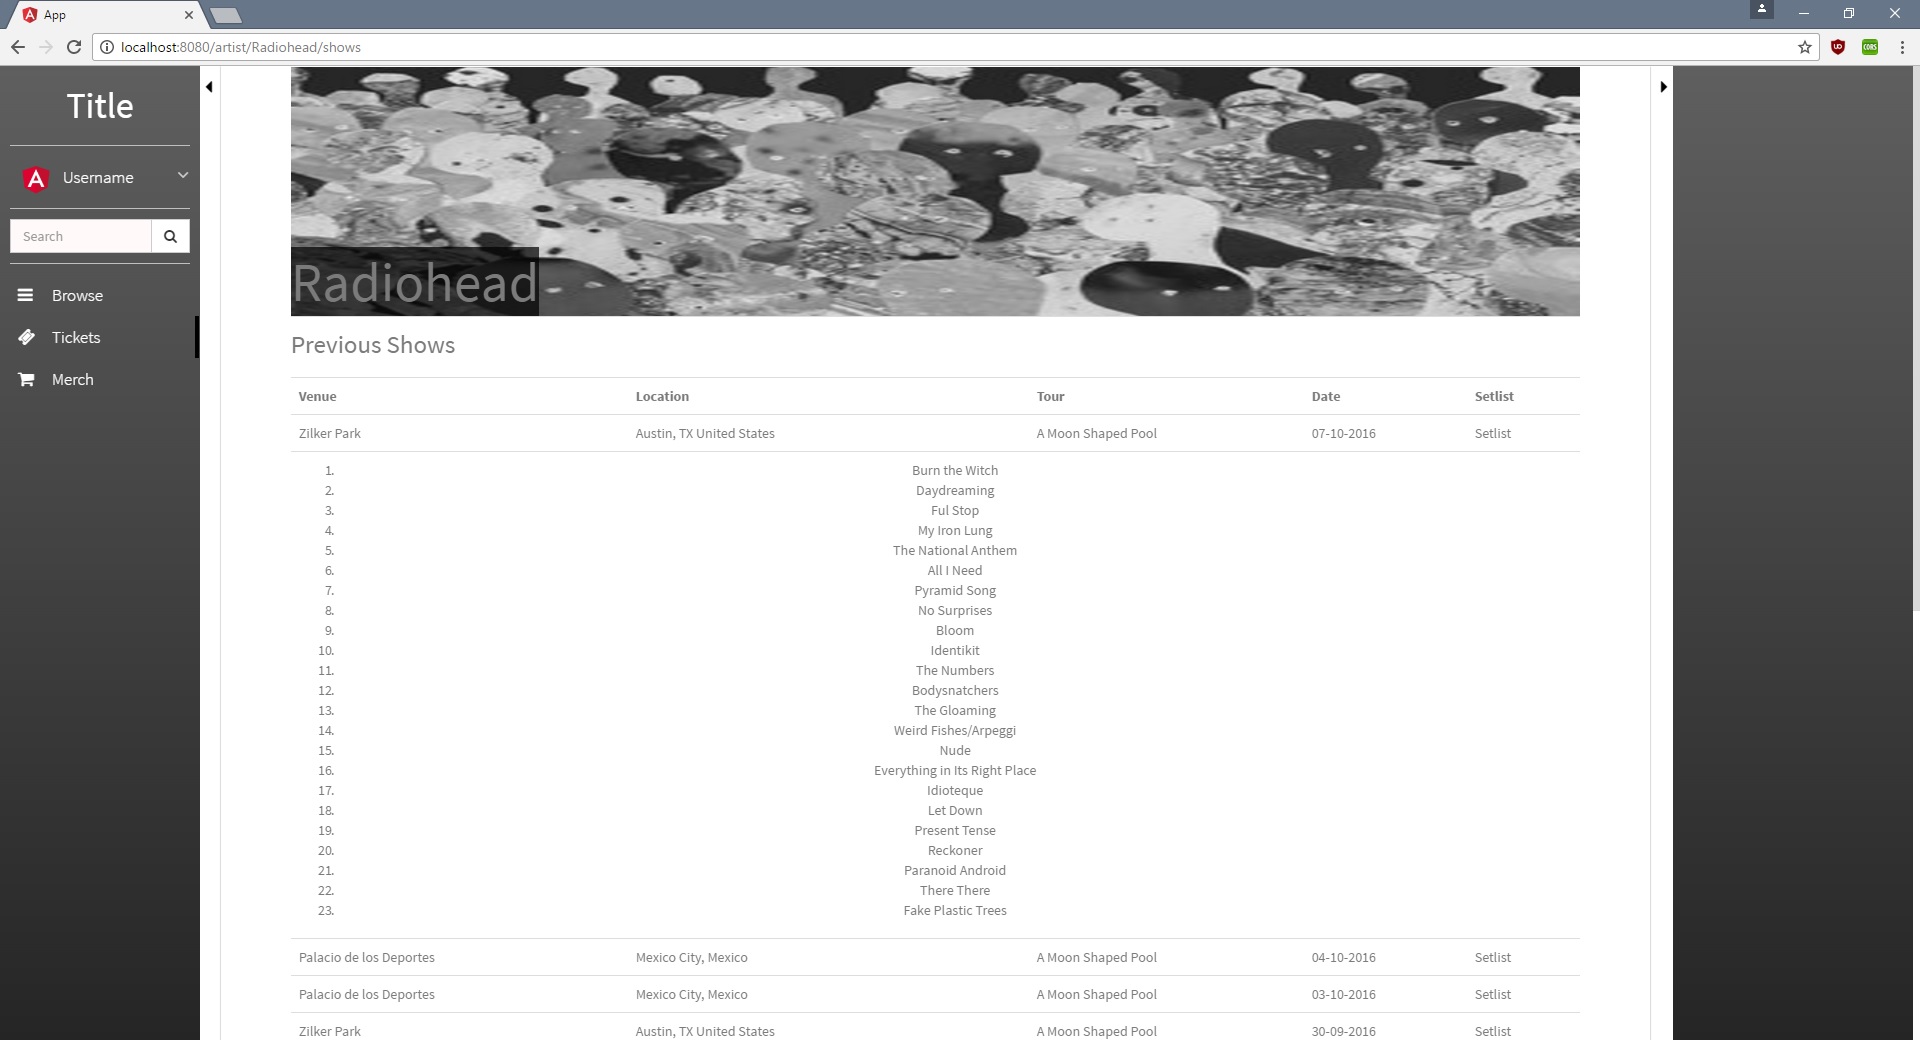 App
localhost:8080/artist/Radiohead/shows
Title
Username
Search
Browse
Tickets
Merch
Radiohead
Previous Shows
Venue Location Tour Date Setlist
Zilker Park Austin, TX United States A Moon Shaped Pool 07-10-2016 Setlist
1. Burn the Witch
2. Daydreaming
3. Ful Stop
4. My Iron Lung
5. The National Anthem
6. All I Need
7. Pyramid Song
8. No Surprises
9. Bloom
10. Identikit
11. The Numbers
12. Bodysnatchers
13. The Gloaming
14. Weird Fishes/Arpeggi
15. Nude
16. Everything in Its Right Place
17. Idioteque
18. Let Down
19. Present Tense
20. Reckoner
21. Paranoid Android
22. There There
23. Fake Plastic Trees
Palacio de los Deportes Mexico City, Mexico A Moon Shaped Pool 04-10-2016 Setlist
Palacio de los Deportes Mexico City, Mexico A Moon Shaped Pool 03-10-2016 Setlist
Zilker Park Austin, TX United States A Moon Shaped Pool 30-09-2016 Setlist